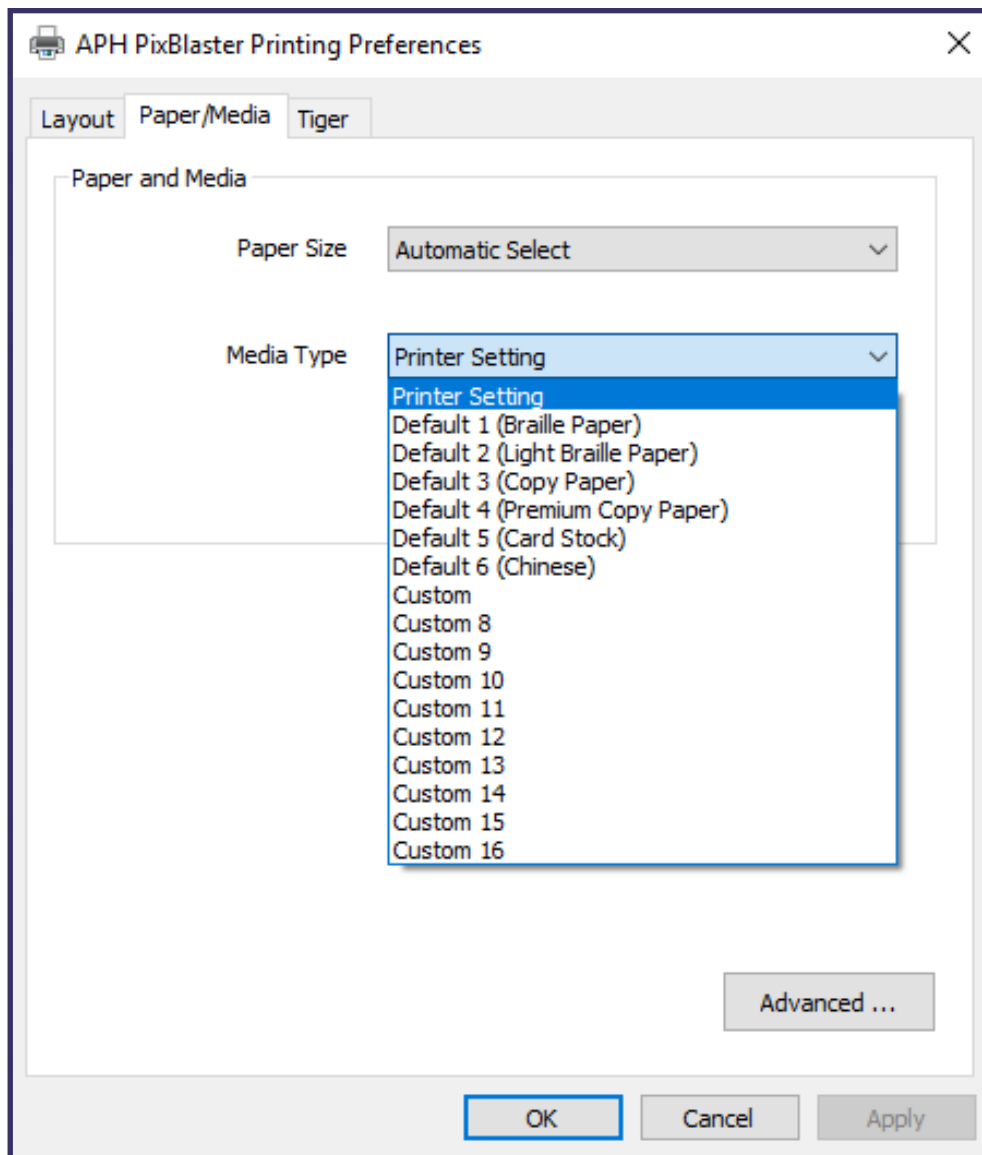 APH PixBlaster Printing Preferences
Layout Paper/Media Tiger
Paper and Media
Paper Size Automatic Select
Media Type Printer Setting
Printer Setting
Default 1 (Braille Paper)
Default 2 (Light Braille Paper)
Default 3 (Copy Paper)
Default 4 (Premium Copy Paper)
Default 5 (Card Stock)
Default 6 (Chinese)
Custom
Custom 8
Custom 9
Custom 10
Custom 11
Custom 12
Custom 13
Custom 14
Custom 15
Custom 16
Advanced ...
OK Cancel Apply